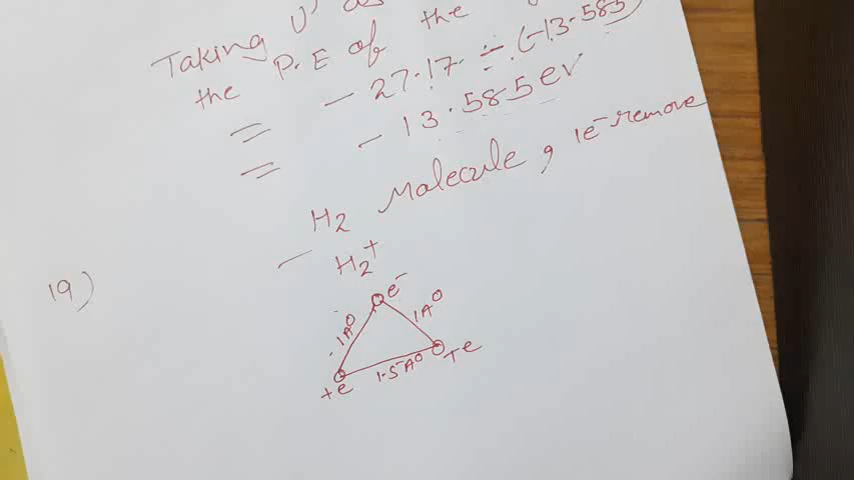 Taking U as
the P.E of the
= - 27.17 ÷ (-13.585)
= - 13.585 eV
- H2 Molecule, 1e- remove
19) H2+
e-
1A° 1A°
1.5A°
+e +e